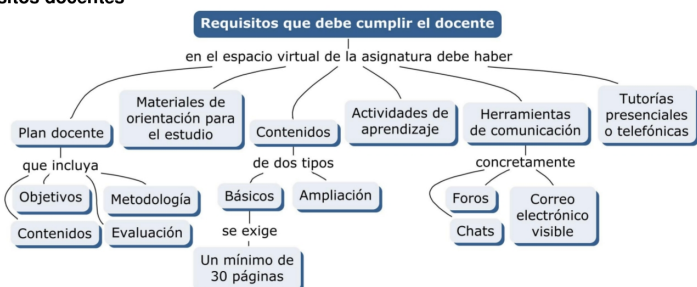 Requisitos que debe cumplir el docente
en el espacio virtual de la asignatura debe haber
Plan docente
Materiales de
orientación para
el estudio
Contenidos
Actividades de
aprendizaje
Herramientas
de comunicación
Tutorías
presenciales
o telefónicas
que incluya
Objetivos
Metodología
Contenidos
Evaluación
de dos tipos
Básicos
Ampliación
se exige
Un mínimo de
30 páginas
concretamente
Foros
Chats
Correo
electrónico
visible